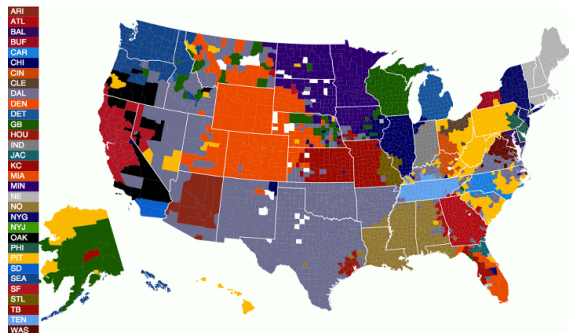 ARI
ATL
BAL
BUF
CAR
CHI
CIN
CLE
DAL
DEN
DET
GB
HOU
IND
JAC
KC
MIA
MIN
NE
NO
NYG
NYJ
OAK
PHI
PIT
SD
SEA
SF
STL
TB
TEN
WAS